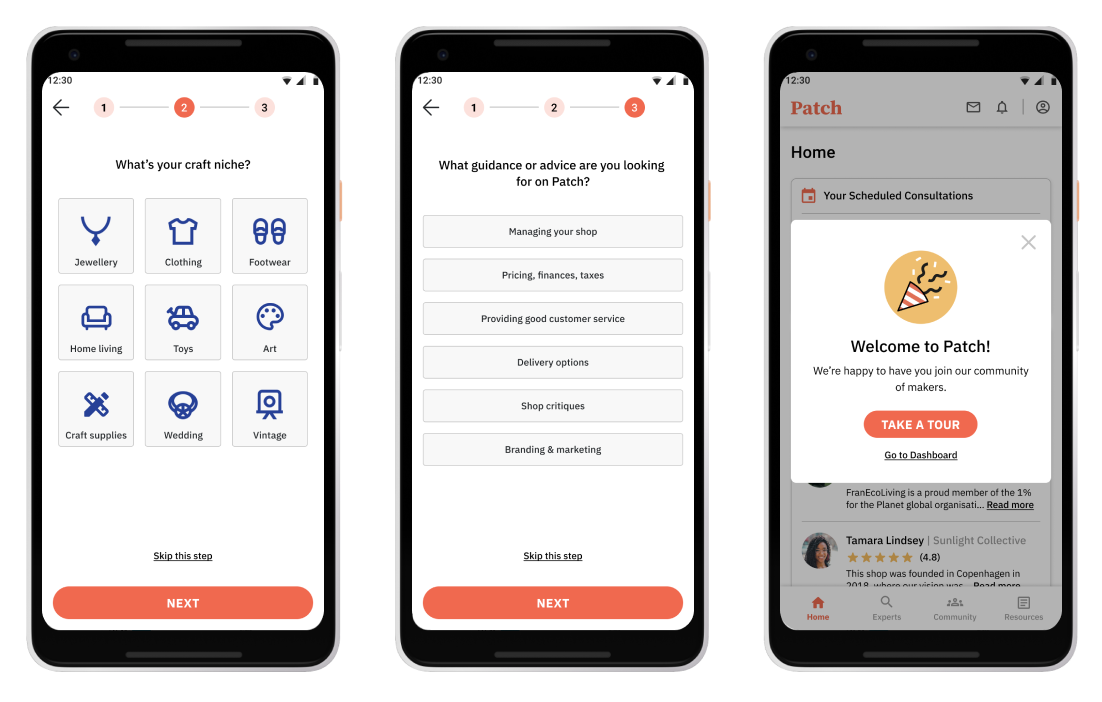 12:30
1
2
3
What's your craft niche?
Jewellery
Clothing
Footwear
Home living
Toys
Art
Craft supplies
Wedding
Vintage
Skip this step
NEXT
12:30
1
2
3
What guidance or advice are you looking
for on Patch?
Managing your shop
Pricing, finances, taxes
Providing good customer service
Delivery options
Shop critiques
Branding & marketing
Skip this step
NEXT
12:30
Patch
Home
Your Scheduled Consultations
Welcome to Patch!
We're happy to have you join our community
of makers.
TAKE A TOUR
Go to Dashboard
FranEcoLiving is a proud member of the 1%
for the Planet global organisati... Read more
Tamara Lindsey | Sunlight Collective
(4.8)
This shop was founded in Copenhagen in
2018, where our vision was... Read more
Home
Experts
Community
Resources